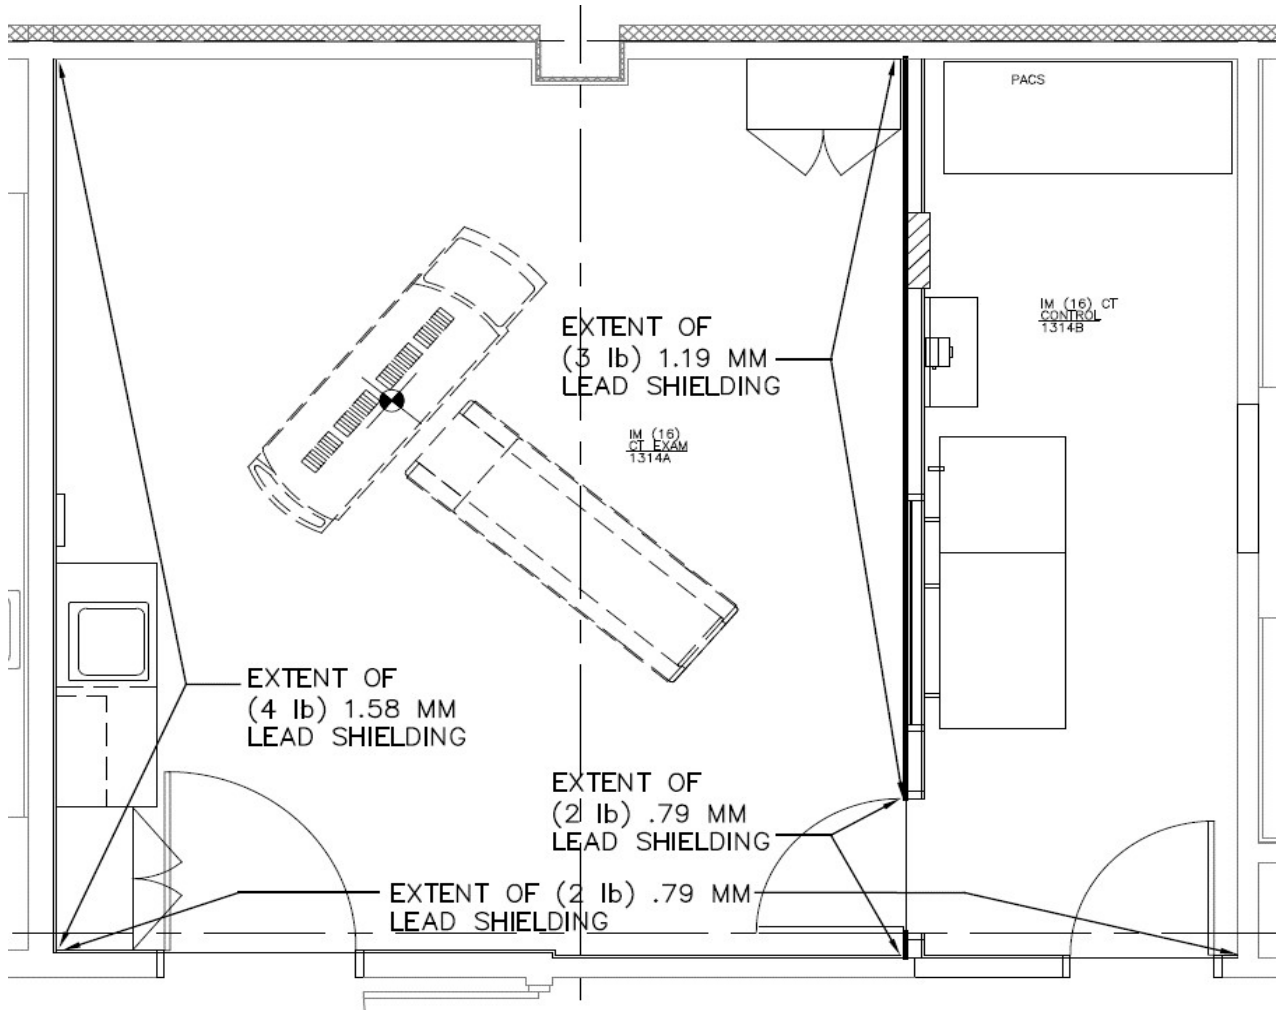 PACS
IM (16) CT
CONTROL
1314B
EXTENT OF
(3 lb) 1.19 MM
LEAD SHIELDING
IM (16)
CT EXAM
1314A
EXTENT OF
(4 lb) 1.58 MM
LEAD SHIELDING
EXTENT OF
(2 lb) .79 MM
LEAD SHIELDING
EXTENT OF (2 lb) .79 MM
LEAD SHIELDING